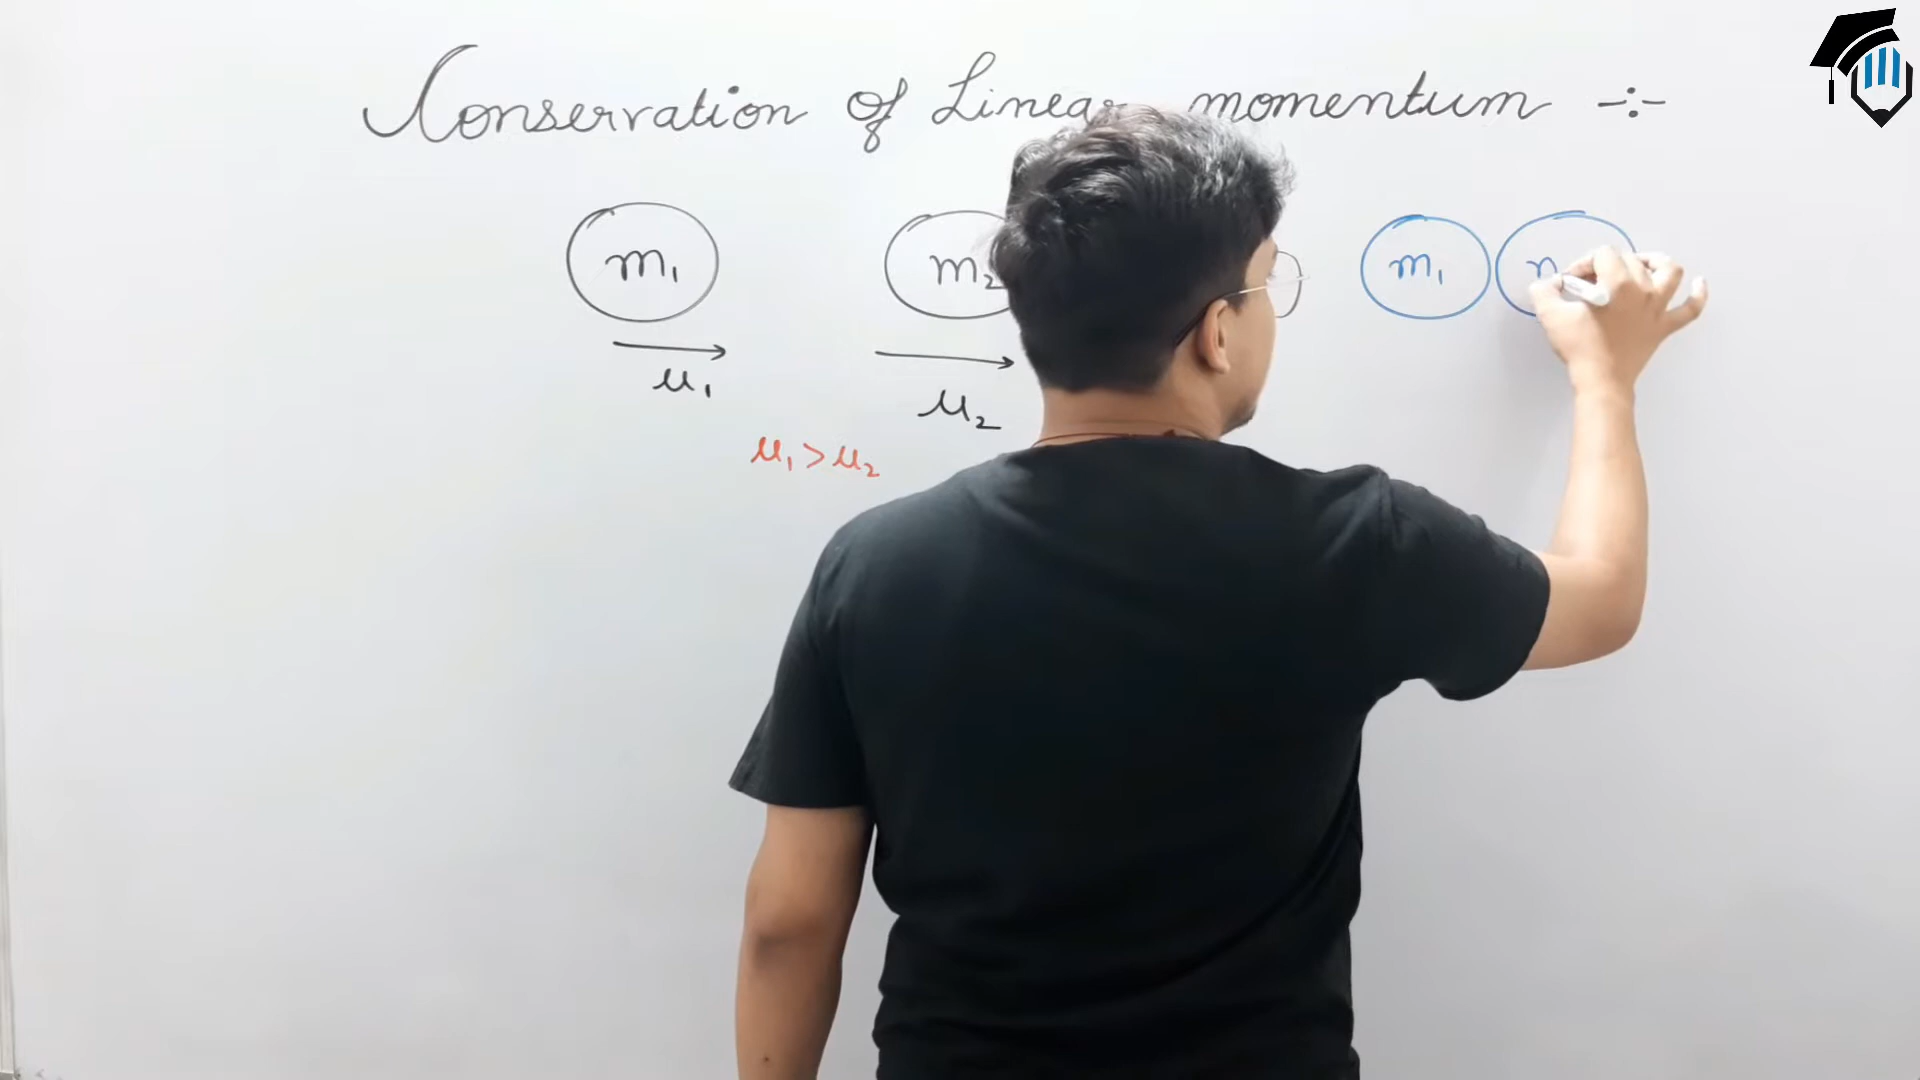 Conservation of Linear momentum -:-
m₁ m₂ m₁
u₁
u₂
u₁ > u₂